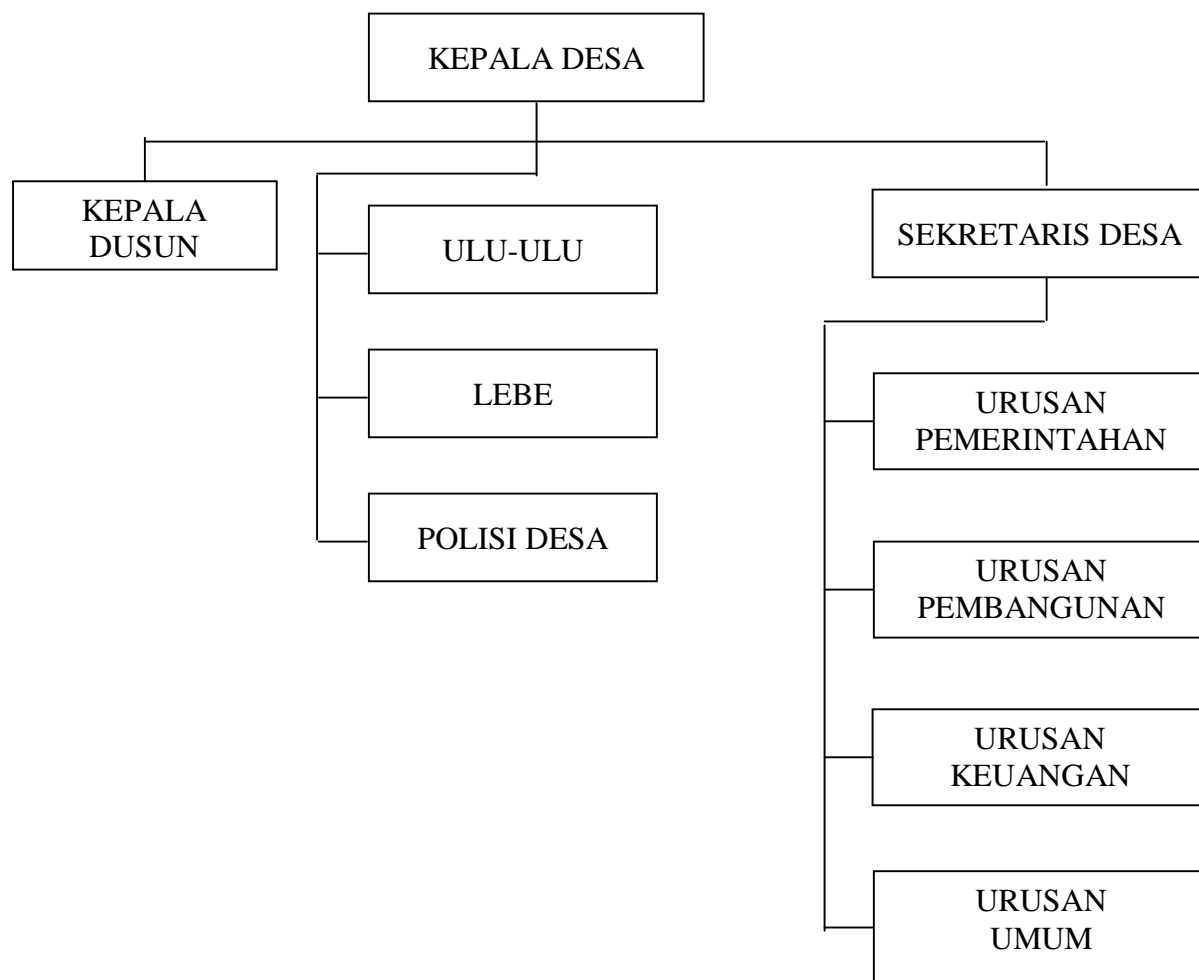 KEPALA DESA
KEPALA
DUSUN
ULU-ULU
LEBE
POLISI DESA
SEKRETARIS DESA
URUSAN
PEMERINTAHAN
URUSAN
PEMBANGUNAN
URUSAN
KEUANGAN
URUSAN
UMUM